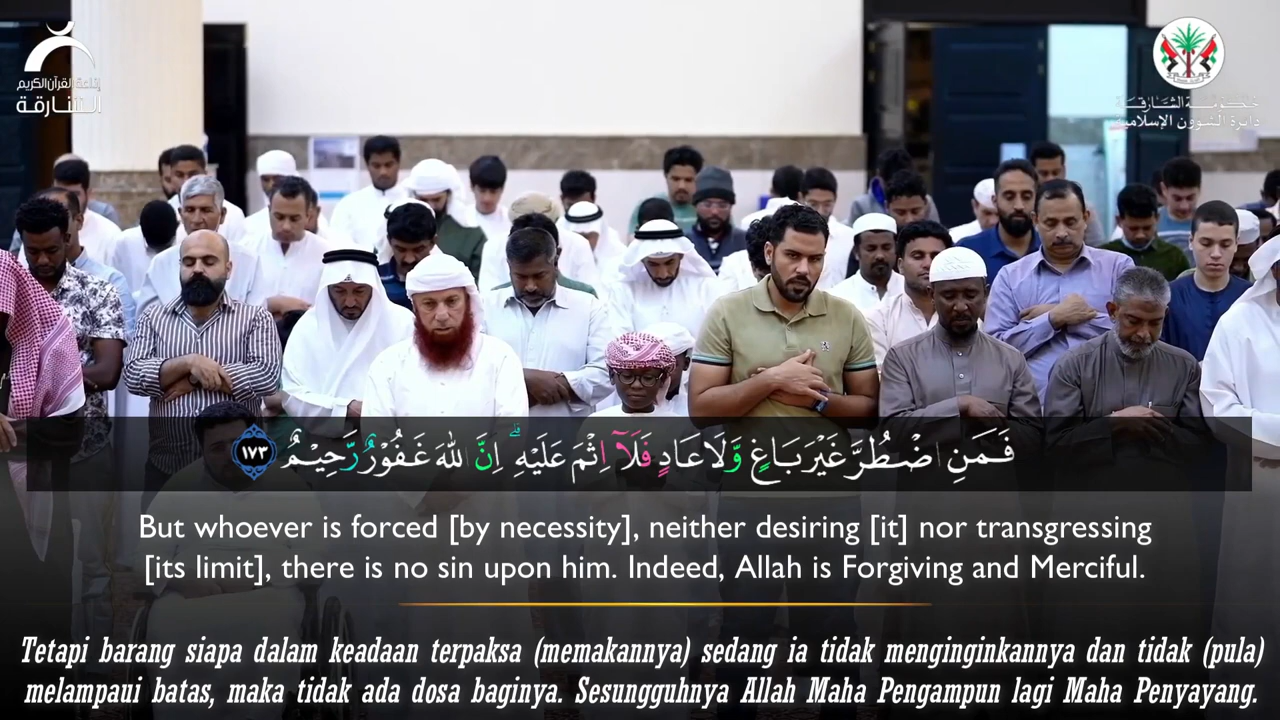 إذاعة القرآن الكريم
الشارقة
حكومة الشارقة
دائرة الشؤون الإسلامية
فَمَنِ اضْطُرَّ غَيْرَ بَاغٍ وَّلَا عَادٍ فَلَآ اِثْمَ عَلَيْهِ ۗ اِنَّ اللّٰهَ غَفُوْرٌ رَّحِيْمٌ ١٧٣
But whoever is forced [by necessity], neither desiring [it] nor transgressing
[its limit], there is no sin upon him. Indeed, Allah is Forgiving and Merciful.
Tetapi barang siapa dalam keadaan terpaksa (memakannya) sedang ia tidak menginginkannya dan tidak (pula)
melampaui batas, maka tidak ada dosa baginya. Sesungguhnya Allah Maha Pengampun lagi Maha Penyayang.